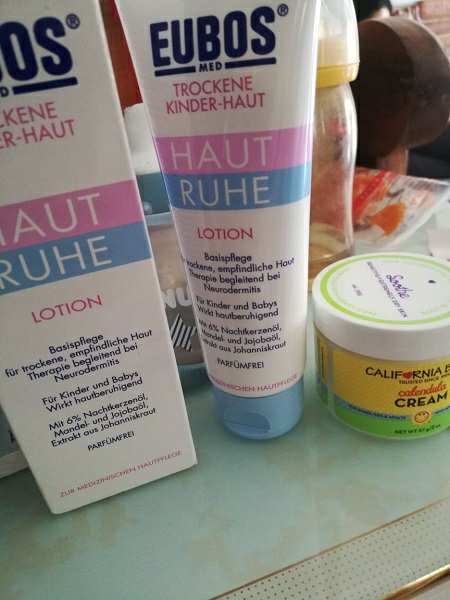 EUBOS®
MED
TROCKENE
KINDER-HAUT
HAUT
RUHE
LOTION
Basispflege
für trockene, empfindliche Haut
Therapie begleitend bei
Neurodermitis
Für Kinder und Babys
Wirkt hautberuhigend
Mit 6% Nachtkerzenöl,
Mandel- und Jojobaöl,
Extrakt aus Johanniskraut
PARFÜMFREI
ZUR MEDIZINISCHEN HAUTPFLEGE
EUBOS®
MED
TROCKENE
KINDER-HAUT
HAUT
RUHE
LOTION
Basispflege
trockene, empfindliche Haut
Therapie begleitend bei
Neurodermitis
Für Kinder und Babys
Wirkt hautberuhigend
Mit 6% Nachtkerzenöl,
Mandel- und Jojobaöl,
Extrakt aus Johanniskraut
PARFÜMFREI
MEDIZINISCHEN HAUTPFLEGE
Soothe
CALIFORNIA
calendula
CREAM
NET WT